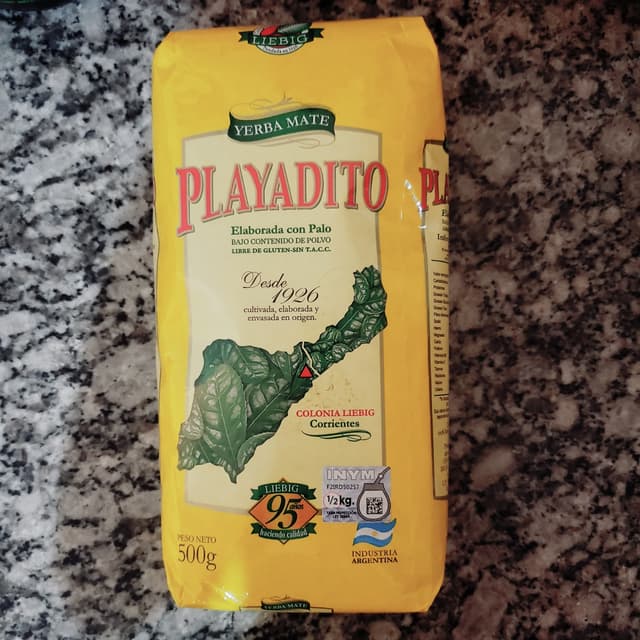 LIEBIG
YERBA MATE
PLAYADITO
Elaborada con Palo
BAJO CONTENIDO DE POLVO
LIBRE DE GLUTEN-SIN T.A.C.C.
Desde
1926
cultivada, elaborada y
envasada en origen.
COLONIA LIEBIG
Corrientes
INYM
1/2 kg.
LIEBIG
95 AÑOS
haciendo calidad
PESO NETO
500g
INDUSTRIA
ARGENTINA
YERBA MATE